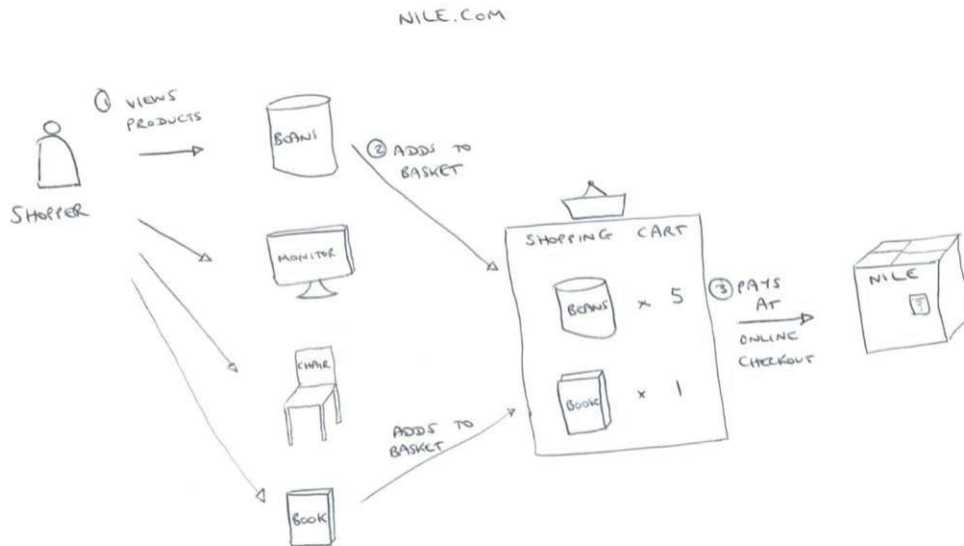 NILE.COM
① VIEWS
PRODUCTS
SHOPPER
BEANS
MONITOR
CHAIR
BOOK
② ADDS TO
BASKET
ADDS TO
BASKET
SHOPPING CART
BEANS x 5
BOOK x 1
③ PAYS
AT
ONLINE
CHECKOUT
NILE